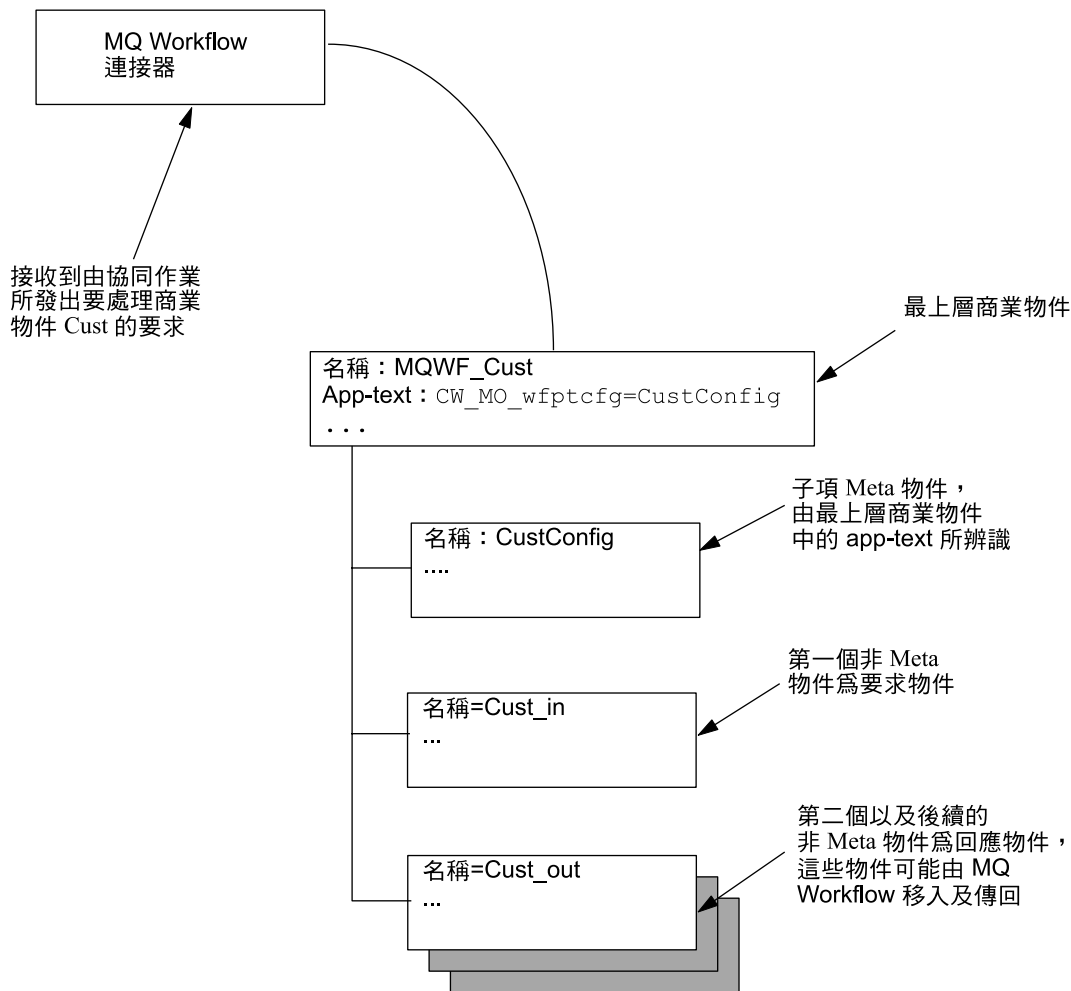 MQ Workflow
連接器
接收到由協同作業
所發出要處理商業
物件 Cust 的要求
最上層商業物件
名稱：MQWF_Cust
App-text：CW_MO_wfptcfg=CustConfig
. . .
子項 Meta 物件，
由最上層商業物件
中的 app-text 所辨識
名稱：CustConfig
....
第一個非 Meta
物件爲要求物件
名稱=Cust_in
...
第二個以及後續的
非 Meta 物件爲回應物件，
這些物件可能由 MQ
Workflow 移入及傳回
名稱=Cust_out
...